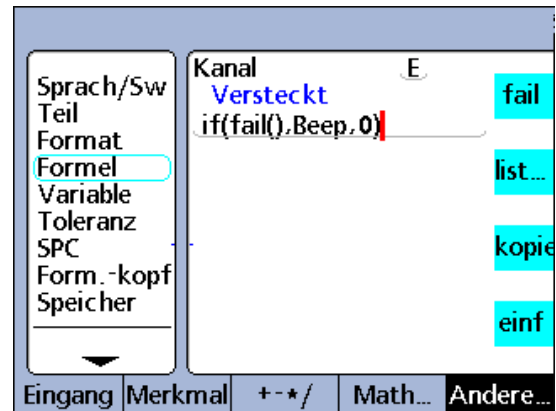 Sprach/Sw
Teil
Format
Formel
Variable
Toleranz
SPC
Form.-kopf
Speicher
Kanal E
Versteckt
if(fail(),Beep,0)
fail
list...
kopie
einf
Eingang Merkmal +-*/ Math... Andere...